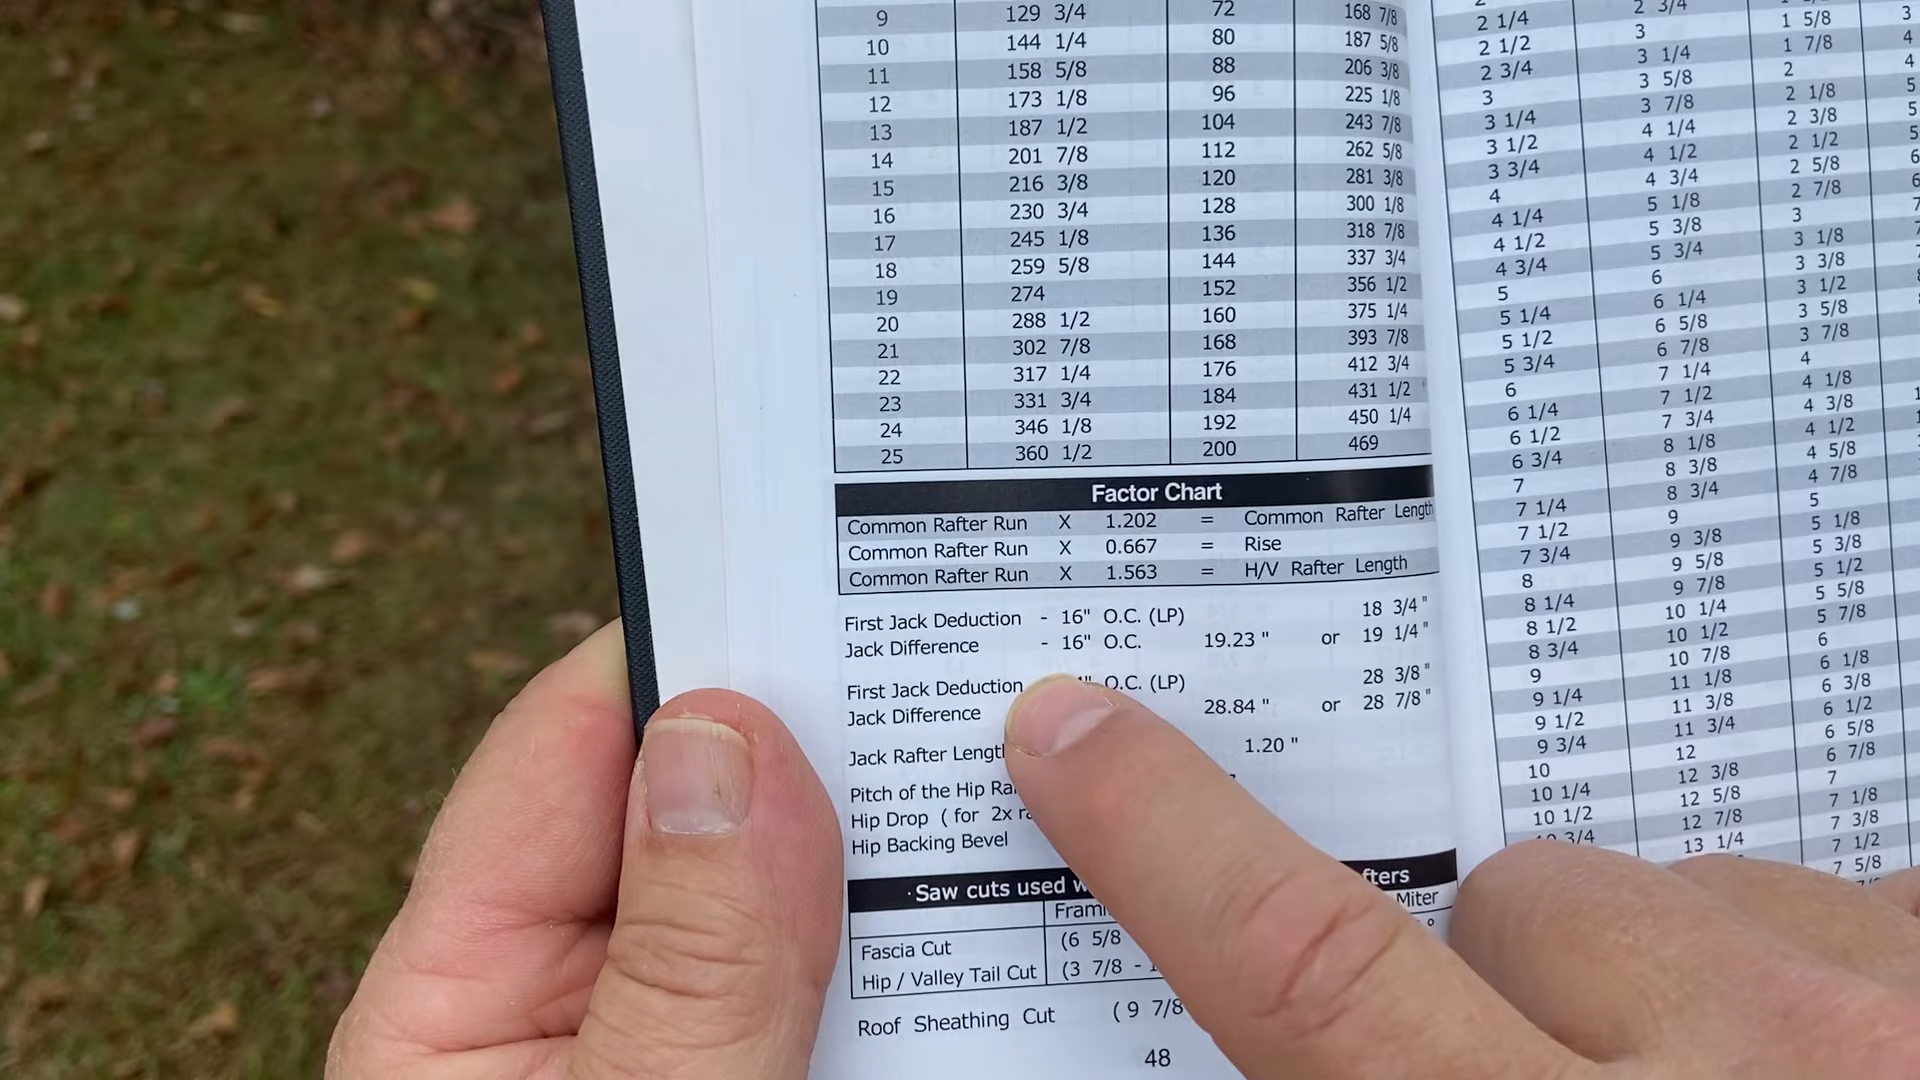 9 129 3/4 72 168 7/8
10 144 1/4 80 187 5/8
11 158 5/8 88 206 3/8
12 173 1/8 96 225 1/8
13 187 1/2 104 243 7/8
14 201 7/8 112 262 5/8
15 216 3/8 120 281 3/8
16 230 3/4 128 300 1/8
17 245 1/8 136 318 7/8
18 259 5/8 144 337 3/4
19 274 152 356 1/2
20 288 1/2 160 375 1/4
21 302 7/8 168 393 7/8
22 317 1/4 176 412 3/4
23 331 3/4 184 431 1/2
24 346 1/8 192 450 1/4
25 360 1/2 200 469
Factor Chart
Common Rafter Run X 1.202 = Common Rafter Length
Common Rafter Run X 0.667 = Rise
Common Rafter Run X 1.563 = H/V Rafter Length
First Jack Deduction - 16" O.C. (LP) 18 3/4"
Jack Difference - 16" O.C. 19.23 " or 19 1/4"
First Jack Deduction O.C. (LP) 28 3/8"
Jack Difference 28.84 " or 28 7/8"
Jack Rafter 1.20 "
Pitch of the Hip
Hip Drop ( for 2x
Hip Backing Bevel
Saw cuts used
Miter
Fascia Cut (6 5/8
Hip / Valley Tail Cut (3 7/8 -
Roof Sheathing Cut ( 9 7/8
48
2 1/4 3 1 5/8
2 1/2 3 1/4 1 7/8
2 3/4 3 5/8 2
3 3 7/8 2 1/8
3 1/4 4 1/4 2 3/8
3 1/2 4 1/2 2 1/2
3 3/4 4 3/4 2 5/8
4 5 1/8 2 7/8
4 1/4 5 3/8 3
4 1/2 5 3/4 3 1/8
4 3/4 6 3 3/8
5 6 1/4 3 1/2
5 1/4 6 5/8 3 5/8
5 1/2 6 7/8 3 7/8
5 3/4 7 1/4 4
6 7 1/2 4 1/8
6 1/4 7 3/4 4 3/8
6 1/2 8 1/8 4 1/2
6 3/4 8 3/8 4 5/8
7 8 3/4 4 7/8
7 1/4 9 5
7 1/2 9 3/8 5 1/8
7 3/4 9 5/8 5 3/8
8 9 7/8 5 1/2
8 1/4 10 1/4 5 5/8
8 1/2 10 1/2 5 7/8
8 3/4 10 7/8 6
9 11 1/8 6 1/8
9 1/4 11 3/8 6 3/8
9 1/2 11 3/4 6 1/2
9 3/4 12 6 5/8
10 12 3/8 6 7/8
10 1/4 12 5/8 7
10 1/2 12 7/8 7 1/8
13 1/4 7 3/8
7 1/2
7 5/8